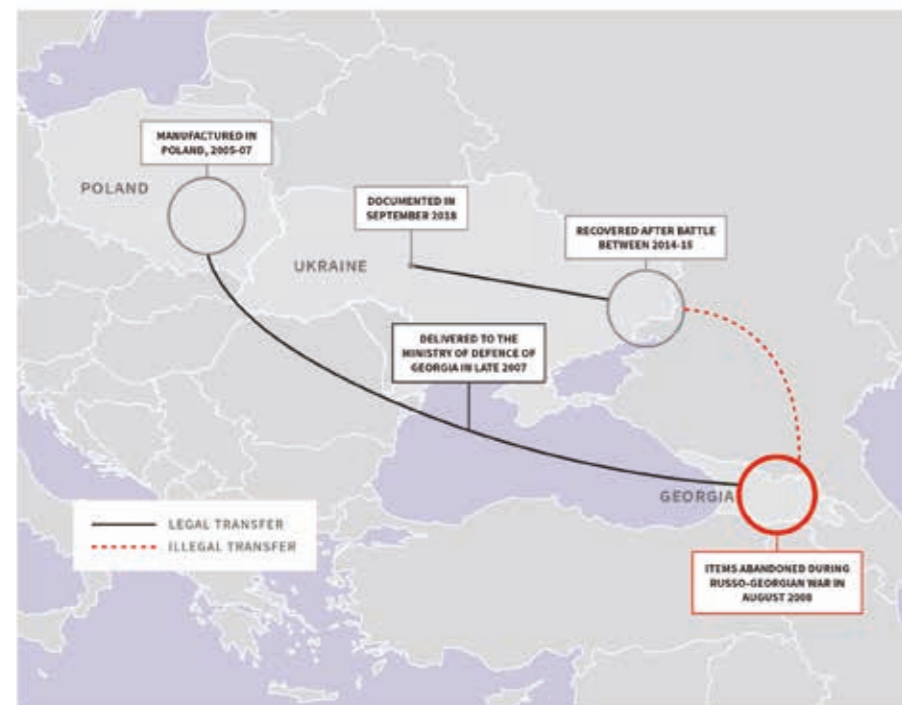 MANUFACTURED IN
POLAND, 2005-07
POLAND
DOCUMENTED IN
SEPTEMBER 2018
RECOVERED AFTER BATTLE
BETWEEN 2014-15
UKRAINE
DELIVERED TO THE
MINISTRY OF DEFENCE OF
GEORGIA IN LATE 2007
GEORGIA
LEGAL TRANSFER
ILLEGAL TRANSFER
ITEMS ABANDONED DURING
RUSSO-GEORGIAN WAR IN
AUGUST 2008